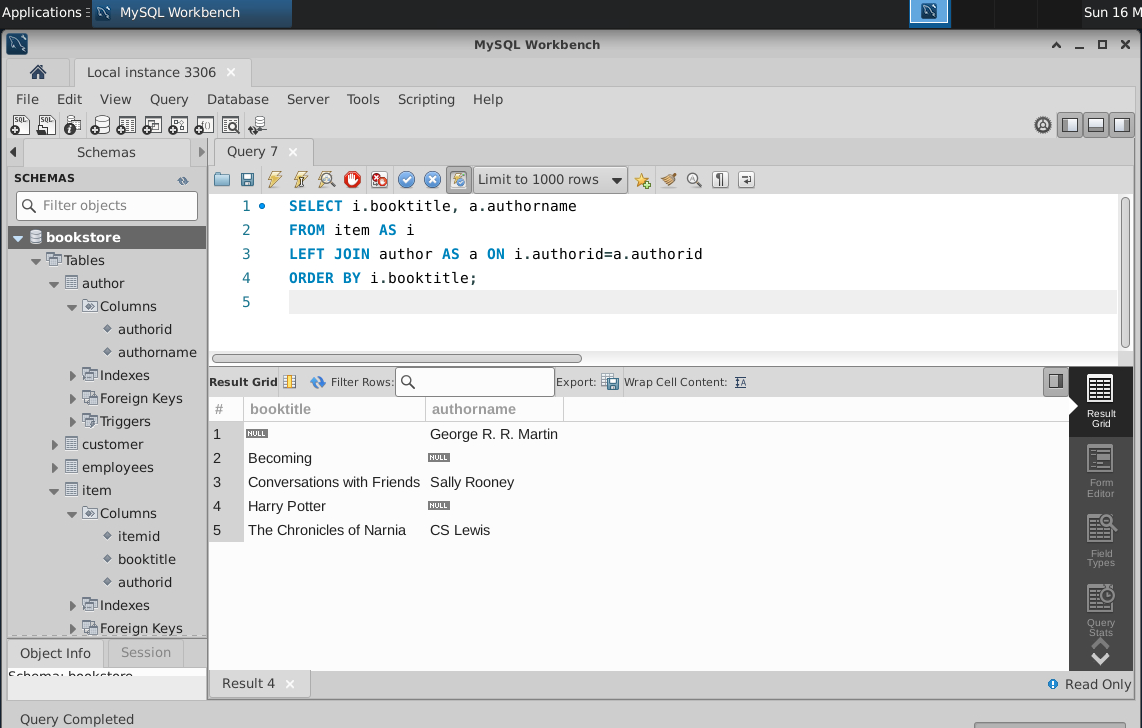 Applications
MySQL Workbench
Sun 16 M
MySQL Workbench
Local instance 3306
File Edit View Query Database Server Tools Scripting Help
Schemas
Query 7
SCHEMAS
Limit to 1000 rows
Filter objects
bookstore
Tables
author
Columns
authorid
authorname
Indexes
Foreign Keys
Triggers
customer
employees
item
Columns
itemid
booktitle
authorid
Indexes
Foreign Keys
Object Info Session
Schema: bookstore
1 SELECT i.booktitle, a.authorname
2 FROM item AS i
3 LEFT JOIN author AS a ON i.authorid=a.authorid
4 ORDER BY i.booktitle;
5
Result Grid Filter Rows: Export: Wrap Cell Content:
# booktitle authorname
1 NULL George R. R. Martin
2 Becoming NULL
3 Conversations with Friends Sally Rooney
4 Harry Potter NULL
5 The Chronicles of Narnia CS Lewis
Result
Grid
Form
Editor
Field
Types
Query
Stats
Result 4
Read Only
Query Completed